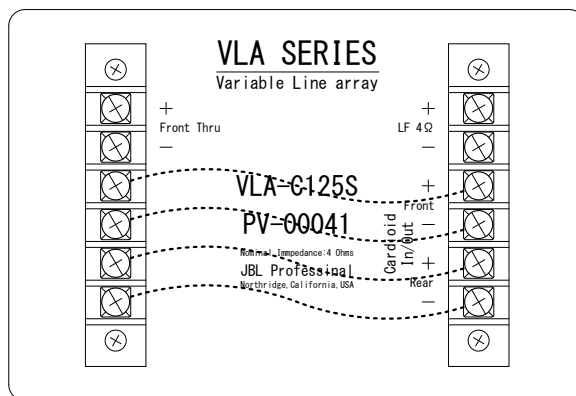 VLA SERIES
Variable Line array
+
Front Thru
−
+
LF 4Ω
−
VLA-C125S
PV-00041
Nominal Immpedance:4 Ohms
JBL Professinal
Northridge, California, USA
Cardioid
In/Out
+
Front
−
+
Rear
−